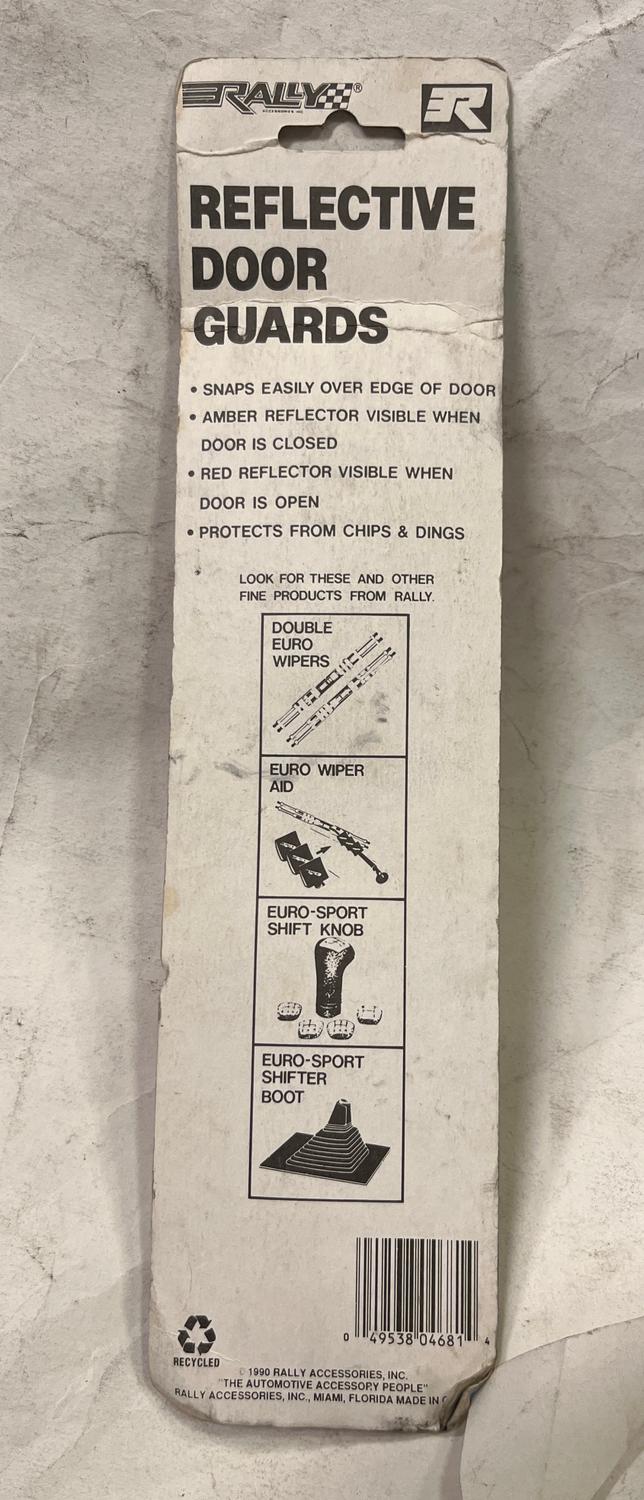 RALLY®
ACCESSORIES INC.
REFLECTIVE
DOOR
GUARDS
• SNAPS EASILY OVER EDGE OF DOOR
• AMBER REFLECTOR VISIBLE WHEN
DOOR IS CLOSED
• RED REFLECTOR VISIBLE WHEN
DOOR IS OPEN
• PROTECTS FROM CHIPS & DINGS
LOOK FOR THESE AND OTHER
FINE PRODUCTS FROM RALLY.
DOUBLE
EURO
WIPERS
EURO WIPER
AID
EURO-SPORT
SHIFT KNOB
EURO-SPORT
SHIFTER
BOOT
0 49538 04681 4
RECYCLED
© 1990 RALLY ACCESSORIES, INC.
"THE AUTOMOTIVE ACCESSORY PEOPLE"
RALLY ACCESSORIES, INC., MIAMI, FLORIDA MADE IN